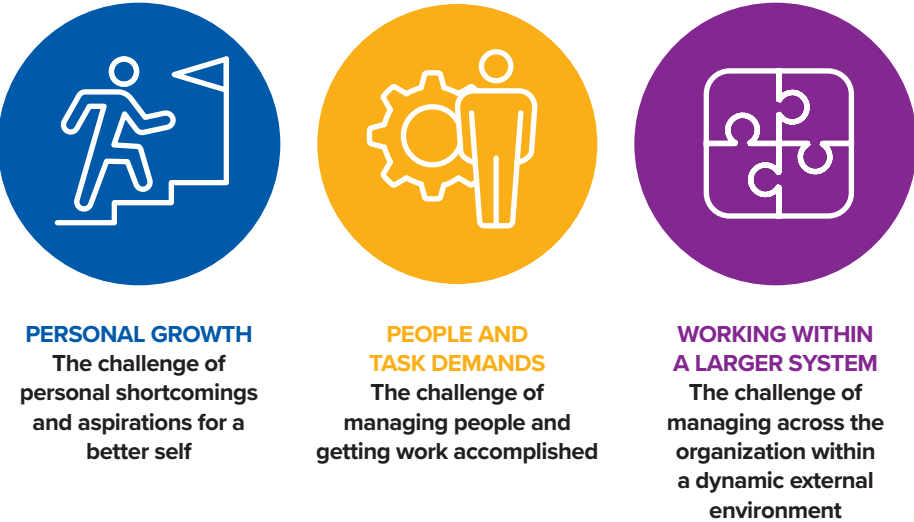 PERSONAL GROWTH
The challenge of
personal shortcomings
and aspirations for a
better self
PEOPLE AND
TASK DEMANDS
The challenge of
managing people and
getting work accomplished
WORKING WITHIN
A LARGER SYSTEM
The challenge of
managing across the
organization within
a dynamic external
environment